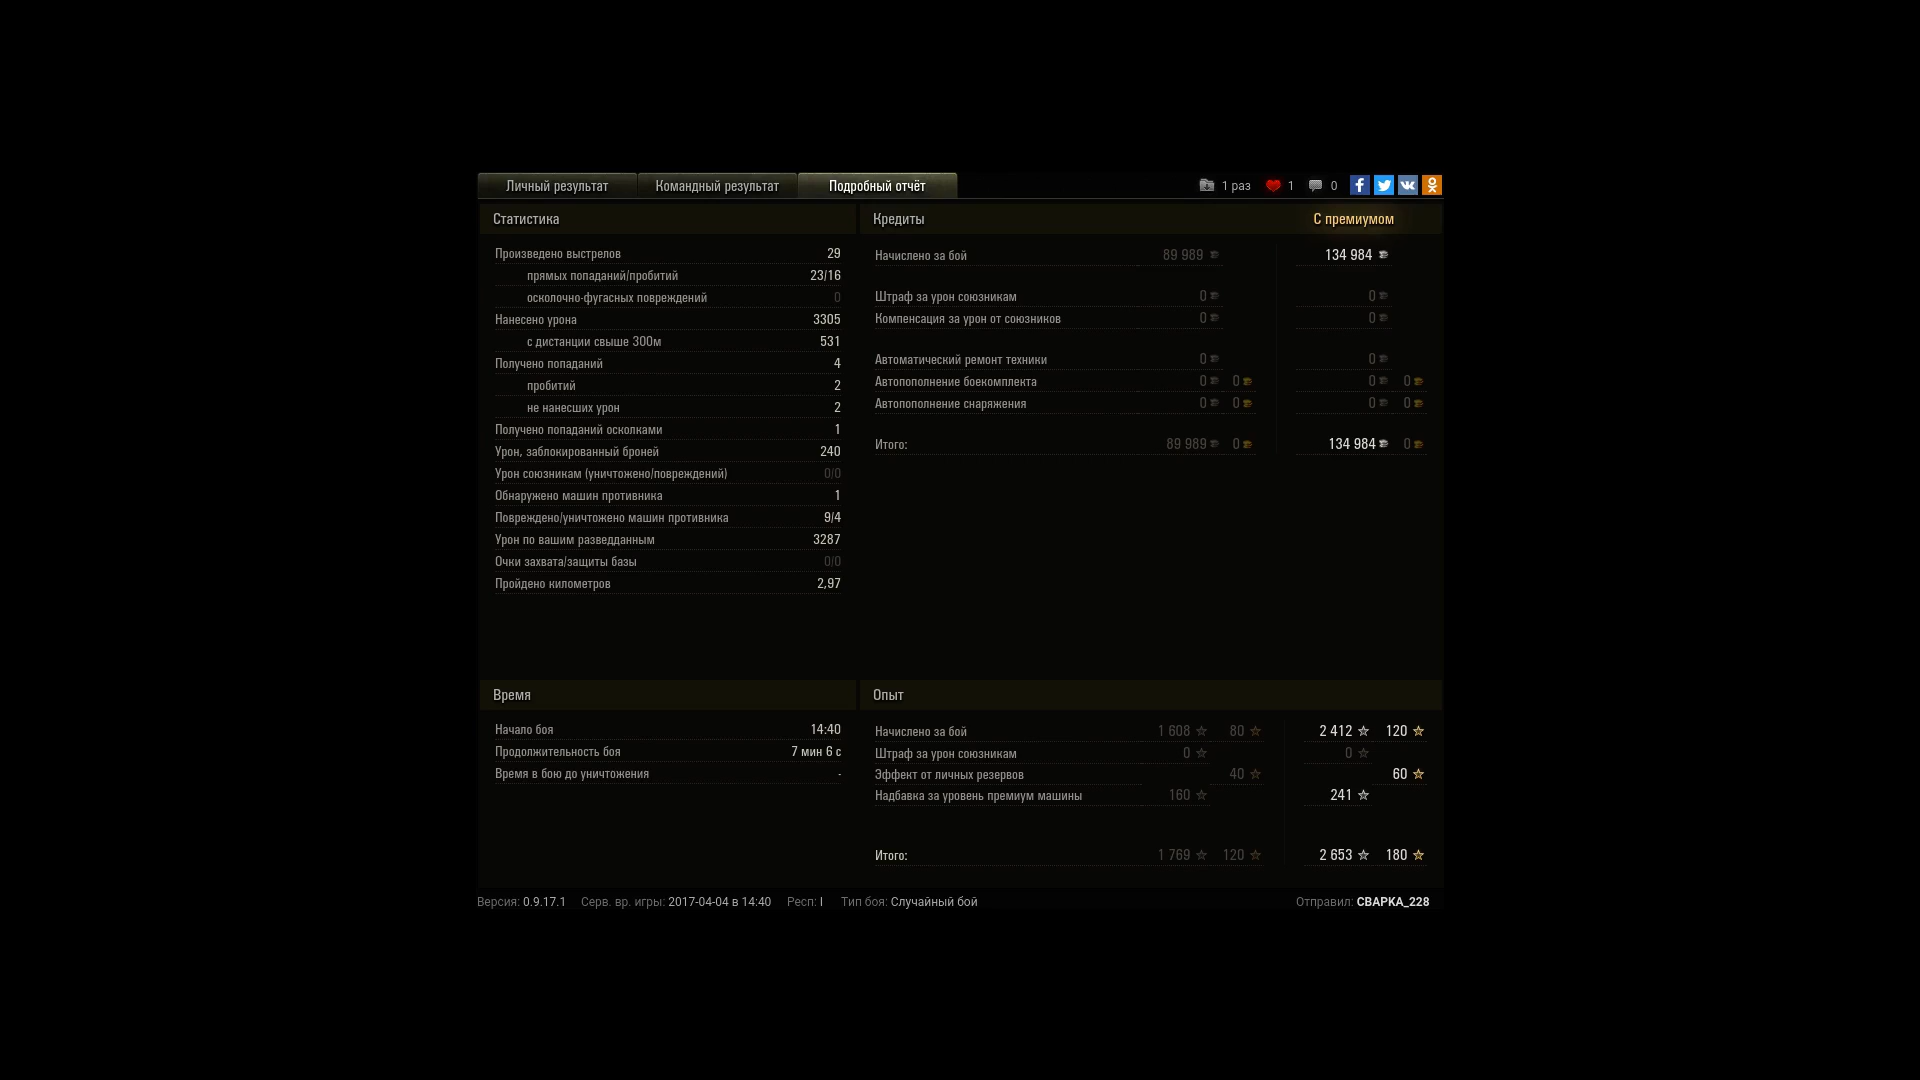 Личный результат Командный результат Подробный отчёт 1 раз 1 0
Статистика
Произведено выстрелов 29
прямых попаданий/пробитий 23/16
осколочно-фугасных повреждений 0
Нанесено урона 3305
с дистанции свыше 300м 531
Получено попаданий 4
пробитий 2
не нанесших урон 2
Получено попаданий осколками 1
Урон, заблокированный броней 240
Урон союзникам (уничтожено/повреждений) 0/0
Обнаружено машин противника 1
Повреждено/уничтожено машин противника 9/4
Урон по вашим разведданным 3287
Очки захвата/защиты базы 0/0
Пройдено километров 2,97
Кредиты С премиумом
Начислено за бой 89 989 134 984
Штраф за урон союзникам 0 0
Компенсация за урон от союзников 0 0
Автоматический ремонт техники 0 0
Автопополнение боекомплекта 0 0 0 0
Автопополнение снаряжения 0 0 0 0
Итого: 89 989 0 134 984 0
Время
Начало боя 14:40
Продолжительность боя 7 мин 6 с
Время в бою до уничтожения -
Опыт
Начислено за бой 1 608 80 2 412 120
Штраф за урон союзникам 0 0
Эффект от личных резервов 40 60
Надбавка за уровень премиум машины 160 241
Итого: 1 769 120 2 653 180
Версия: 0.9.17.1 Серв. вр. игры: 2017-04-04 в 14:40 Респ: I Тип боя: Случайный бой Отправил: CBAPKA_228